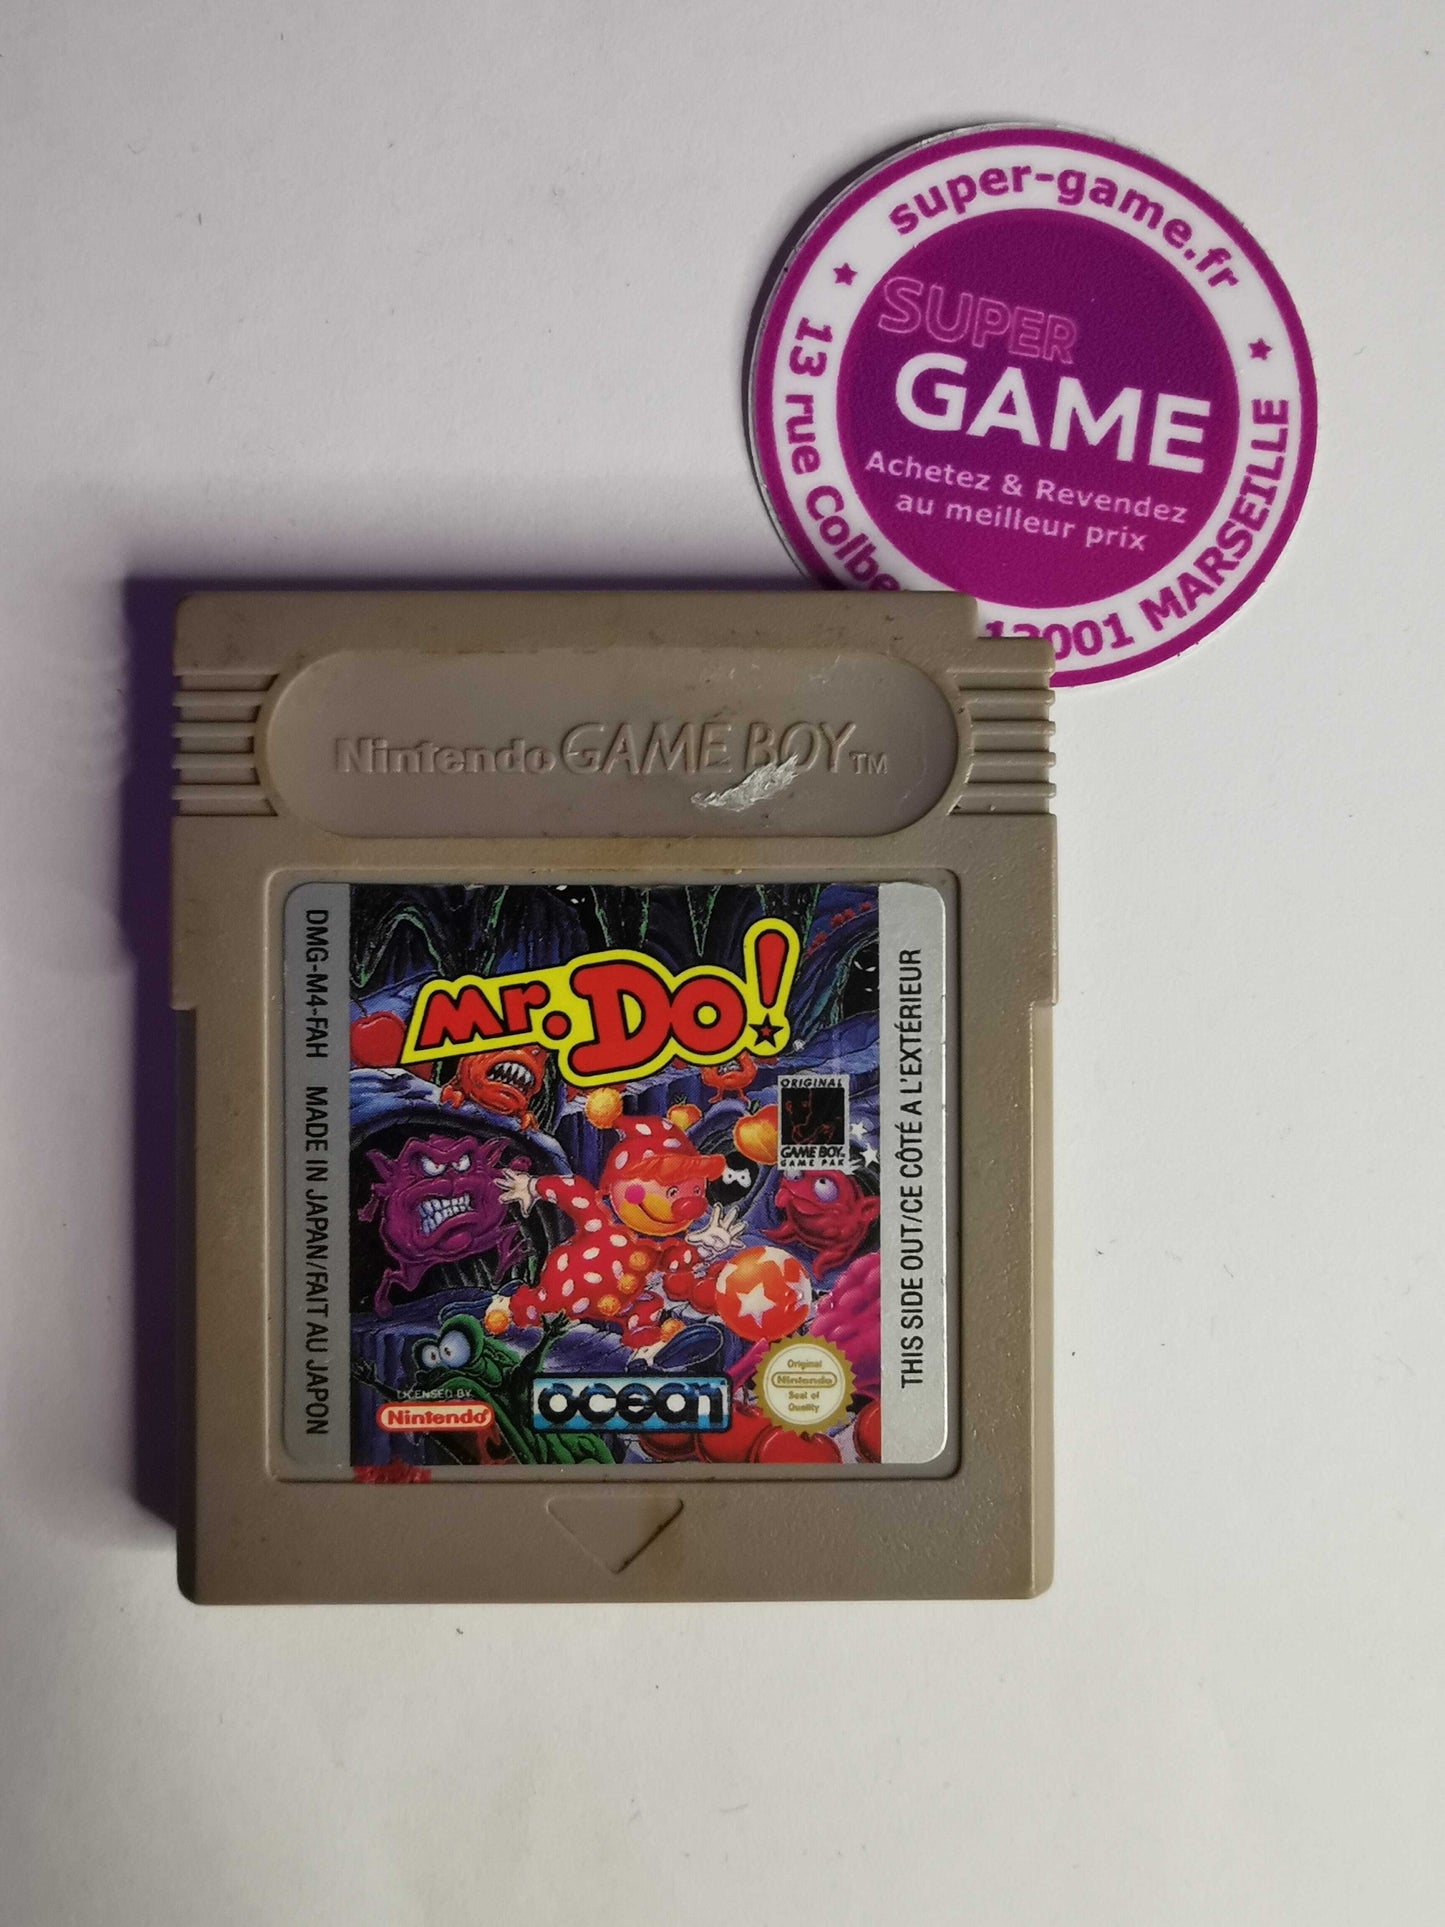 super-game.fr
SUPER
GAME
Achetez & Revendez
au meilleur prix
13 rue
MARSEILLE
Nintendo GAME BOY TM
DMG-M4-FAH MADE IN JAPAN/FAIT AU JAPON
Mr. Do!
ORIGINAL
GAME BOY
GAME PAK
LICENSED BY
Nintendo
ocean
Original
Nintendo
Seal of
Quality
THIS SIDE OUT/CE CÔTÉ A L'EXTÉRIEUR